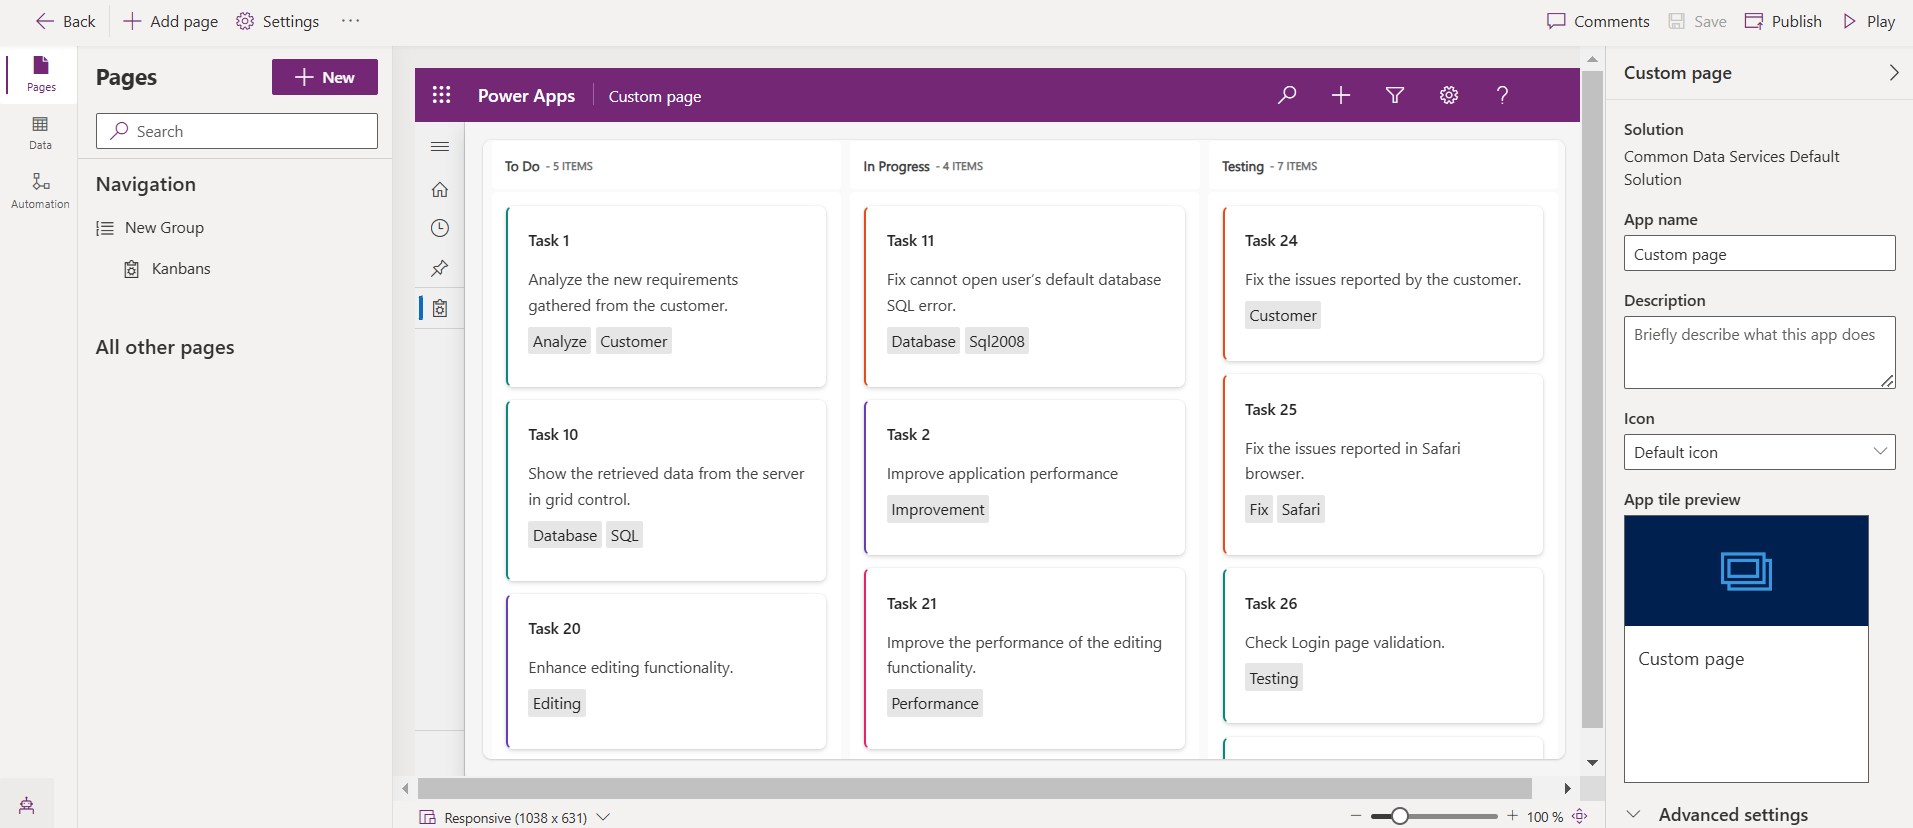 Back
Add page
Settings
Comments
Save
Publish
Play
Pages
Data
Automation
Pages
New
Search
Navigation
New Group
Kanbans
All other pages
Power Apps
Custom page
To Do - 5 ITEMS
Task 1
Analyze the new requirements
gathered from the customer.
Analyze Customer
Task 10
Show the retrieved data from the server
in grid control.
Database SQL
Task 20
Enhance editing functionality.
Editing
In Progress - 4 ITEMS
Task 11
Fix cannot open user’s default database
SQL error.
Database Sql2008
Task 2
Improve application performance
Improvement
Task 21
Improve the performance of the editing
functionality.
Performance
Testing - 7 ITEMS
Task 24
Fix the issues reported by the customer.
Customer
Task 25
Fix the issues reported in Safari
browser.
Fix Safari
Task 26
Check Login page validation.
Testing
Responsive (1038 x 631)
100 %
Custom page
Solution
Common Data Services Default
Solution
App name
Custom page
Description
Briefly describe what this app does
Icon
Default icon
App tile preview
Custom page
Advanced settings